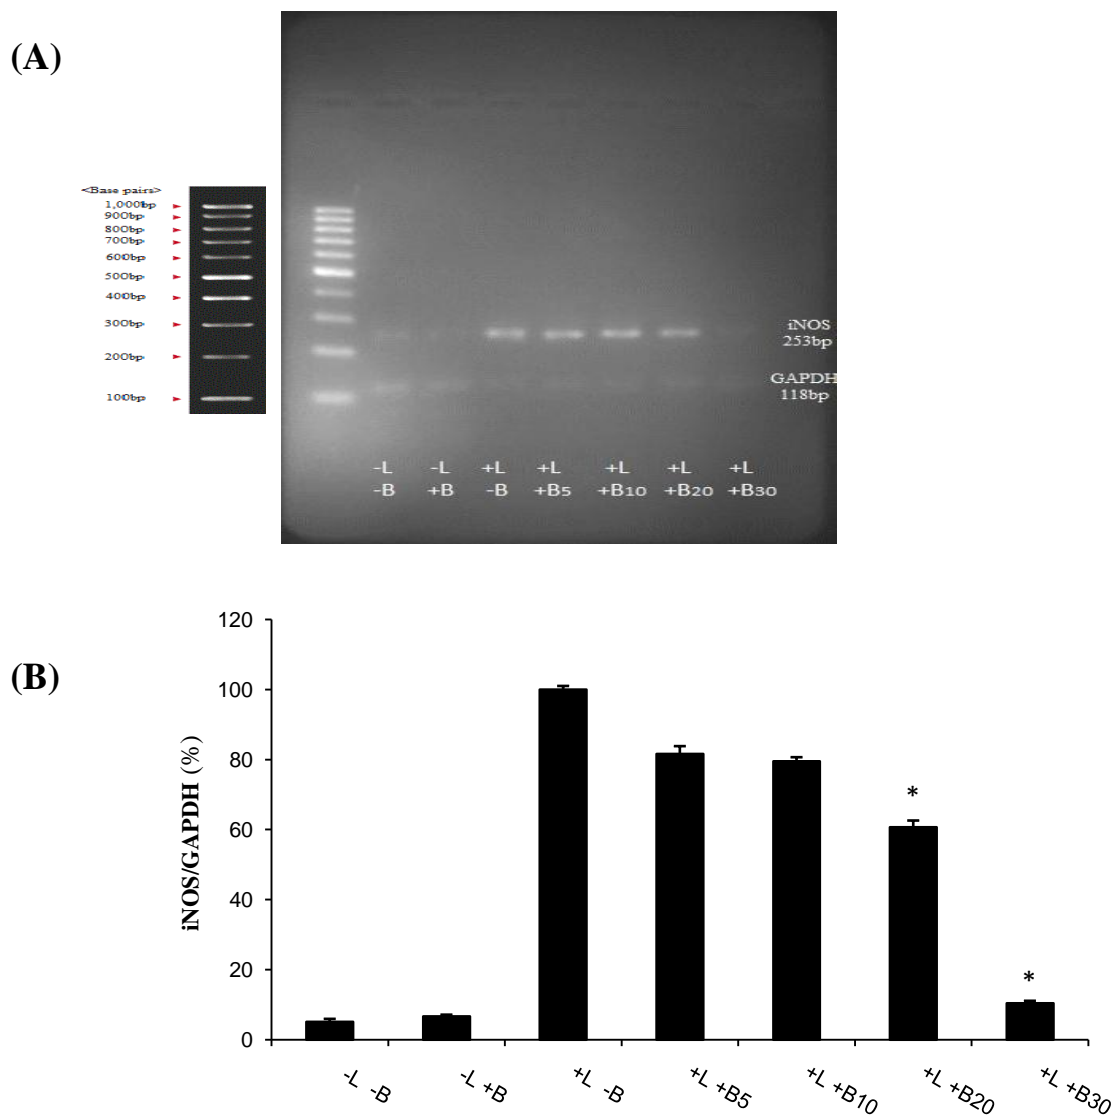 (A)
<Base pairs>
1,000bp
900bp
800bp
700bp
600bp
500bp
400bp
300bp
200bp
100bp
iNOS
253bp
GAPDH
118bp
-L -L +L +L +L +L +L
-B +B -B +B5 +B10 +B20 +B30
(B)
iNOS/GAPDH (%)
120
100
80
60
40
20
0
*
*
-L -B
-L +B
+L -B
+L +B5
+L +B10
+L +B20
+L +B30